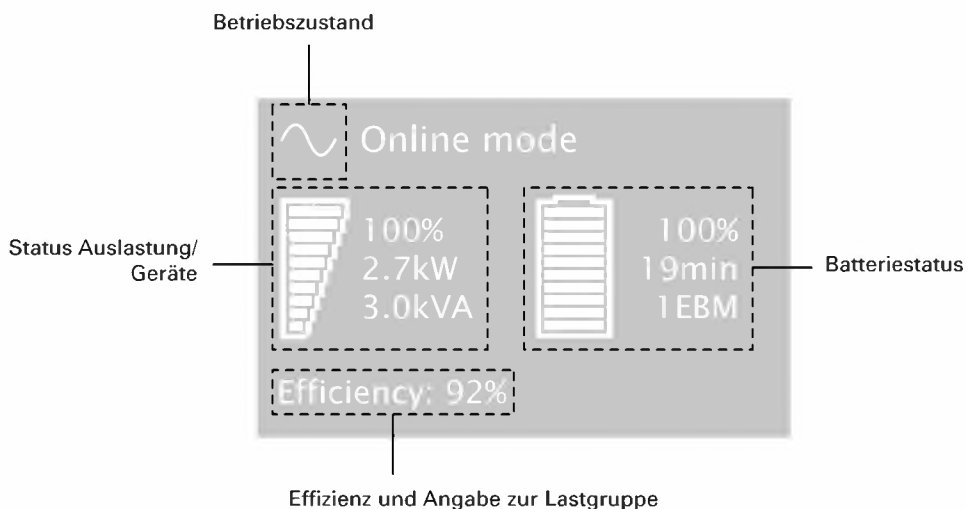 Betriebszustand
Online mode
Status Auslastung/
Geräte
100%
2.7kW
3.0kVA
100%
19min
1EBM
Batteriestatus
Efficiency: 92%
Effizienz und Angabe zur Lastgruppe